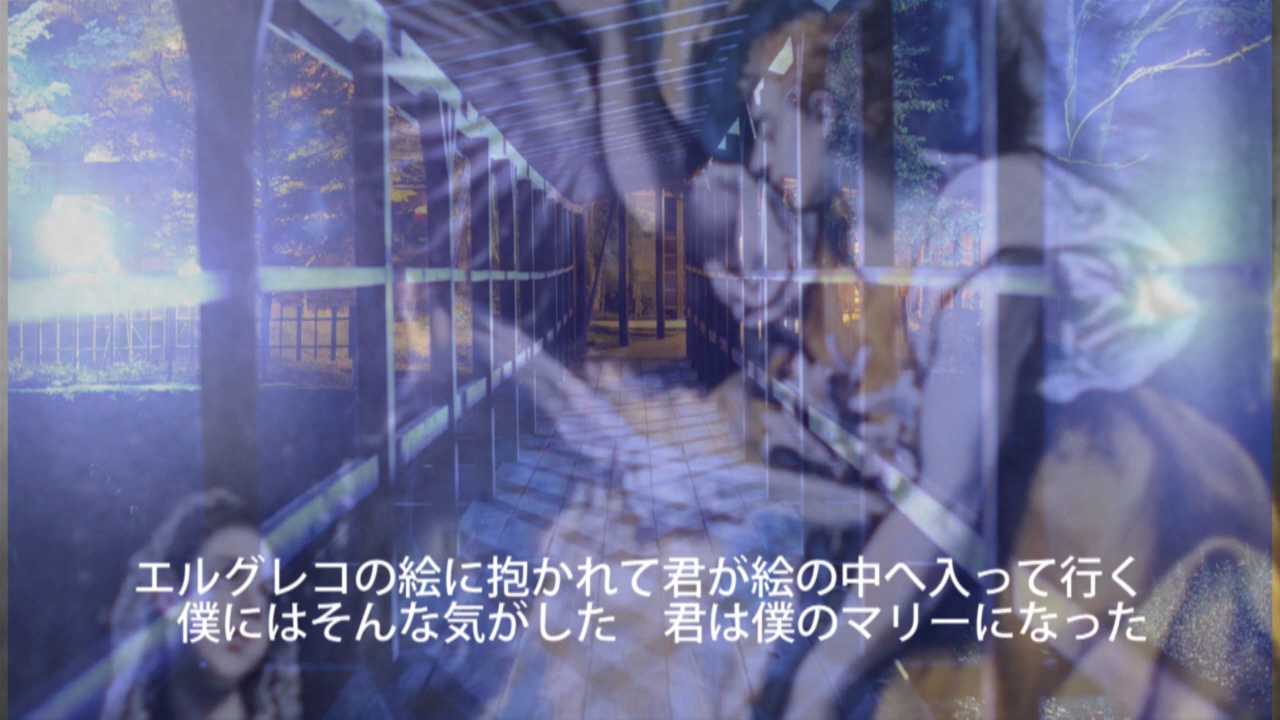 エルグレコの絵に抱かれて君が絵の中へ入って行く
僕にはそんな気がした　君は僕のマリーになった